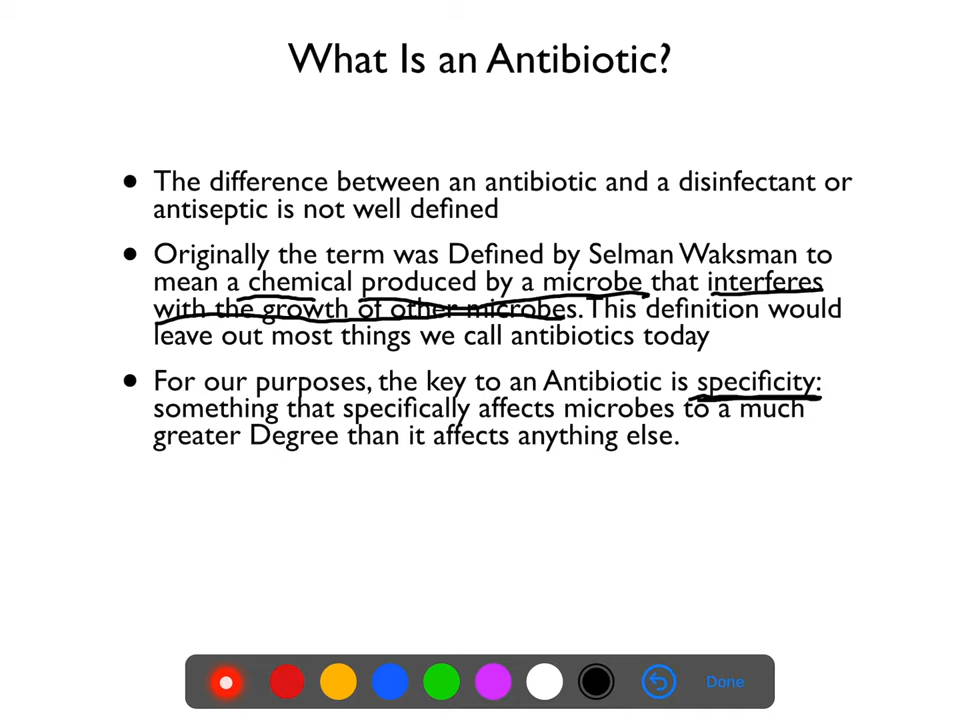 What Is an Antibiotic?
• The difference between an antibiotic and a disinfectant or
antiseptic is not well defined
• Originally the term was Defined by Selman Waksman to
mean a chemical produced by a microbe that interferes
with the growth of other microbes. This definition would
leave out most things we call antibiotics today
• For our purposes, the key to an Antibiotic is specificity:
something that specifically affects microbes to a much
greater Degree than it affects anything else.
Done